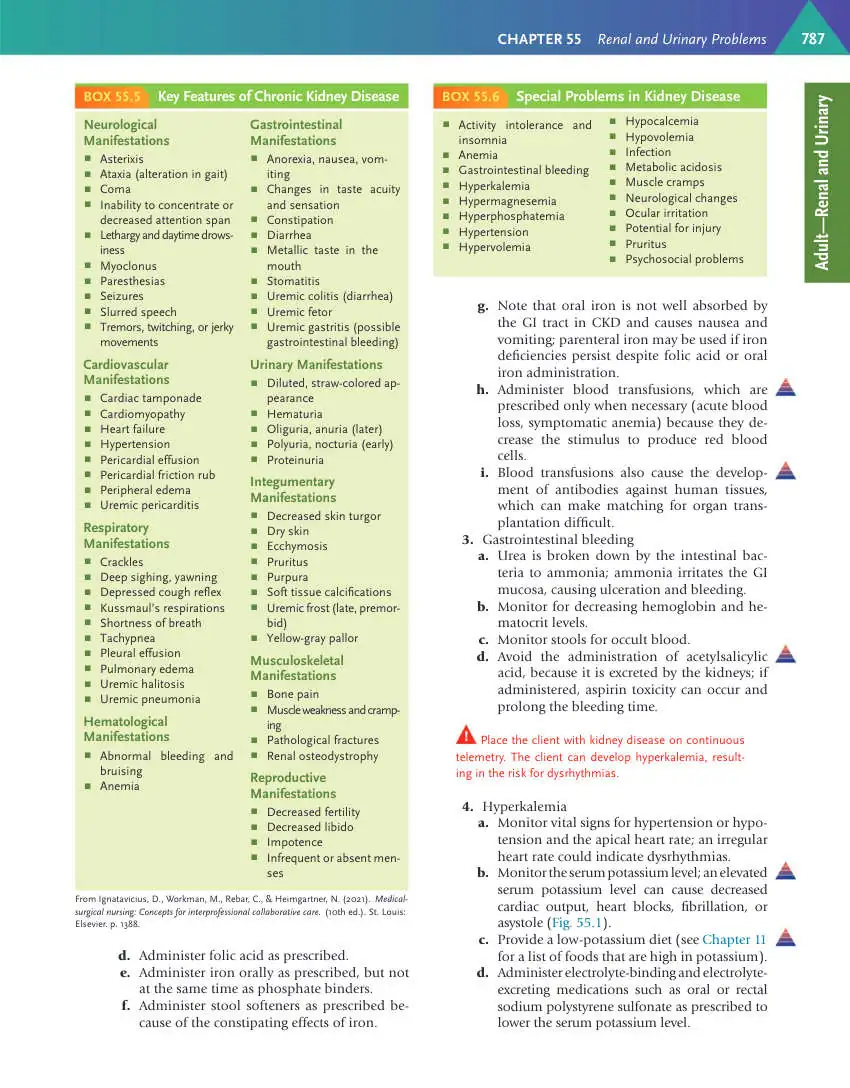 CHAPTER 55 Renal and Urinary Problems 787
Adult—Renal and Urinary
BOX 55.5 Key Features of Chronic Kidney Disease
Neurological
Manifestations
■ Asterixis
■ Ataxia (alteration in gait)
■ Coma
■ Inability to concentrate or
decreased attention span
■ Lethargy and daytime drows-
iness
■ Myoclonus
■ Paresthesias
■ Seizures
■ Slurred speech
■ Tremors, twitching, or jerky
movements
Cardiovascular
Manifestations
■ Cardiac tamponade
■ Cardiomyopathy
■ Heart failure
■ Hypertension
■ Pericardial effusion
■ Pericardial friction rub
■ Peripheral edema
■ Uremic pericarditis
Respiratory
Manifestations
■ Crackles
■ Deep sighing, yawning
■ Depressed cough reflex
■ Kussmaul's respirations
■ Shortness of breath
■ Tachypnea
■ Pleural effusion
■ Pulmonary edema
■ Uremic halitosis
■ Uremic pneumonia
Hematological
Manifestations
■ Abnormal bleeding and
bruising
■ Anemia
Gastrointestinal
Manifestations
■ Anorexia, nausea, vom-
iting
■ Changes in taste acuity
and sensation
■ Constipation
■ Diarrhea
■ Metallic taste in the
mouth
■ Stomatitis
■ Uremic colitis (diarrhea)
■ Uremic fetor
■ Uremic gastritis (possible
gastrointestinal bleeding)
Urinary Manifestations
■ Diluted, straw-colored ap-
pearance
■ Hematuria
■ Oliguria, anuria (later)
■ Polyuria, nocturia (early)
■ Proteinuria
Integumentary
Manifestations
■ Decreased skin turgor
■ Dry skin
■ Ecchymosis
■ Pruritus
■ Purpura
■ Soft tissue calcifications
■ Uremic frost (late, premor-
bid)
■ Yellow-gray pallor
Musculoskeletal
Manifestations
■ Bone pain
■ Muscle weakness and cramp-
ing
■ Pathological fractures
■ Renal osteodystrophy
Reproductive
Manifestations
■ Decreased fertility
■ Decreased libido
■ Impotence
■ Infrequent or absent men-
ses
From Ignatavicius, D., Workman, M., Rebar, C., & Heimgartner, N. (2021). Medical-
surgical nursing: Concepts for interprofessional collaborative care. (10th ed.). St. Louis:
Elsevier. p. 1388.
d. Administer folic acid as prescribed.
e. Administer iron orally as prescribed, but not
at the same time as phosphate binders.
f. Administer stool softeners as prescribed be-
cause of the constipating effects of iron.
BOX 55.6 Special Problems in Kidney Disease
■ Activity intolerance and
insomnia
■ Anemia
■ Gastrointestinal bleeding
■ Hyperkalemia
■ Hypermagnesemia
■ Hyperphosphatemia
■ Hypertension
■ Hypervolemia
■ Hypocalcemia
■ Hypovolemia
■ Infection
■ Metabolic acidosis
■ Muscle cramps
■ Neurological changes
■ Ocular irritation
■ Potential for injury
■ Pruritus
■ Psychosocial problems
g. Note that oral iron is not well absorbed by
the GI tract in CKD and causes nausea and
vomiting; parenteral iron may be used if iron
deficiencies persist despite folic acid or oral
iron administration.
h. Administer blood transfusions, which are
prescribed only when necessary (acute blood
loss, symptomatic anemia) because they de-
crease the stimulus to produce red blood
cells.
i. Blood transfusions also cause the develop-
ment of antibodies against human tissues,
which can make matching for organ trans-
plantation difficult.
3. Gastrointestinal bleeding
a. Urea is broken down by the intestinal bac-
teria to ammonia; ammonia irritates the GI
mucosa, causing ulceration and bleeding.
b. Monitor for decreasing hemoglobin and he-
matocrit levels.
c. Monitor stools for occult blood.
d. Avoid the administration of acetylsalicylic
acid, because it is excreted by the kidneys; if
administered, aspirin toxicity can occur and
prolong the bleeding time.
! Place the client with kidney disease on continuous
telemetry. The client can develop hyperkalemia, result-
ing in the risk for dysrhythmias.
4. Hyperkalemia
a. Monitor vital signs for hypertension or hypo-
tension and the apical heart rate; an irregular
heart rate could indicate dysrhythmias.
b. Monitor the serum potassium level; an elevated
serum potassium level can cause decreased
cardiac output, heart blocks, fibrillation, or
asystole (Fig. 55.1).
c. Provide a low-potassium diet (see Chapter 11
for a list of foods that are high in potassium).
d. Administer electrolyte-binding and electrolyte-
excreting medications such as oral or rectal
sodium polystyrene sulfonate as prescribed to
lower the serum potassium level.